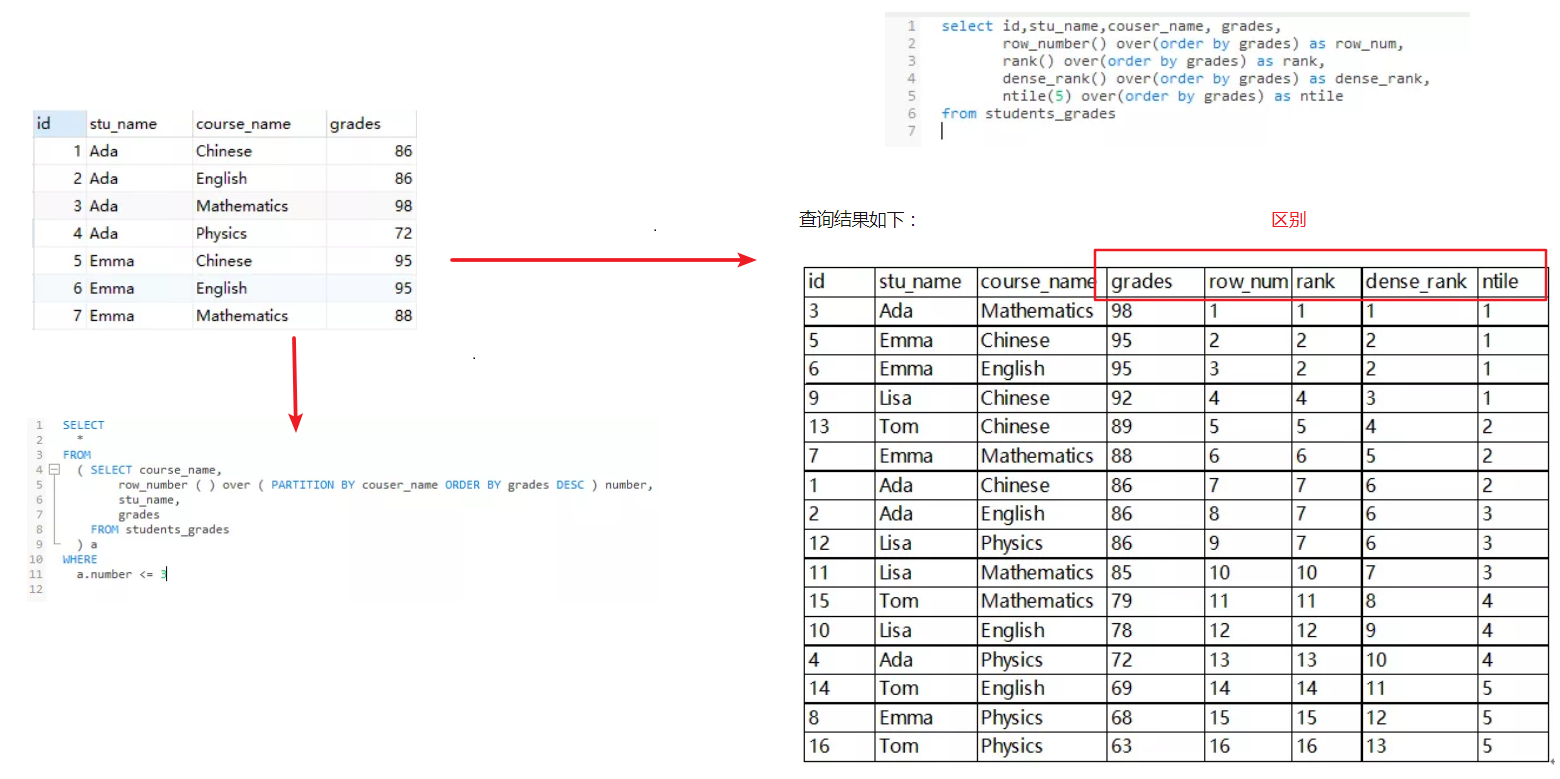 id stu_name course_name grades
1 Ada Chinese 86
2 Ada English 86
3 Ada Mathematics 98
4 Ada Physics 72
5 Emma Chinese 95
6 Emma English 95
7 Emma Mathematics 88
1 SELECT
2 *
3 FROM
4 ( SELECT course_name,
5 row_number ( ) over ( PARTITION BY couser_name ORDER BY grades DESC ) number,
6 stu_name,
7 grades
8 FROM students_grades
9 ) a
10 WHERE
11 a.number <= 3
12
1 select id,stu_name,couser_name, grades,
2 row_number() over(order by grades) as row_num,
3 rank() over(order by grades) as rank,
4 dense_rank() over(order by grades) as dense_rank,
5 ntile(5) over(order by grades) as ntile
6 from students_grades
7
查询结果如下：
区别
id stu_name course_name grades row_num rank dense_rank ntile
3 Ada Mathematics 98 1 1 1 1
5 Emma Chinese 95 2 2 2 1
6 Emma English 95 3 2 2 1
9 Lisa Chinese 92 4 4 3 1
13 Tom Chinese 89 5 5 4 2
7 Emma Mathematics 88 6 6 5 2
1 Ada Chinese 86 7 7 6 2
2 Ada English 86 8 7 6 3
12 Lisa Physics 86 9 7 6 3
11 Lisa Mathematics 85 10 10 7 3
15 Tom Mathematics 79 11 11 8 4
10 Lisa English 78 12 12 9 4
4 Ada Physics 72 13 13 10 4
14 Tom English 69 14 14 11 5
8 Emma Physics 68 15 15 12 5
16 Tom Physics 63 16 16 13 5